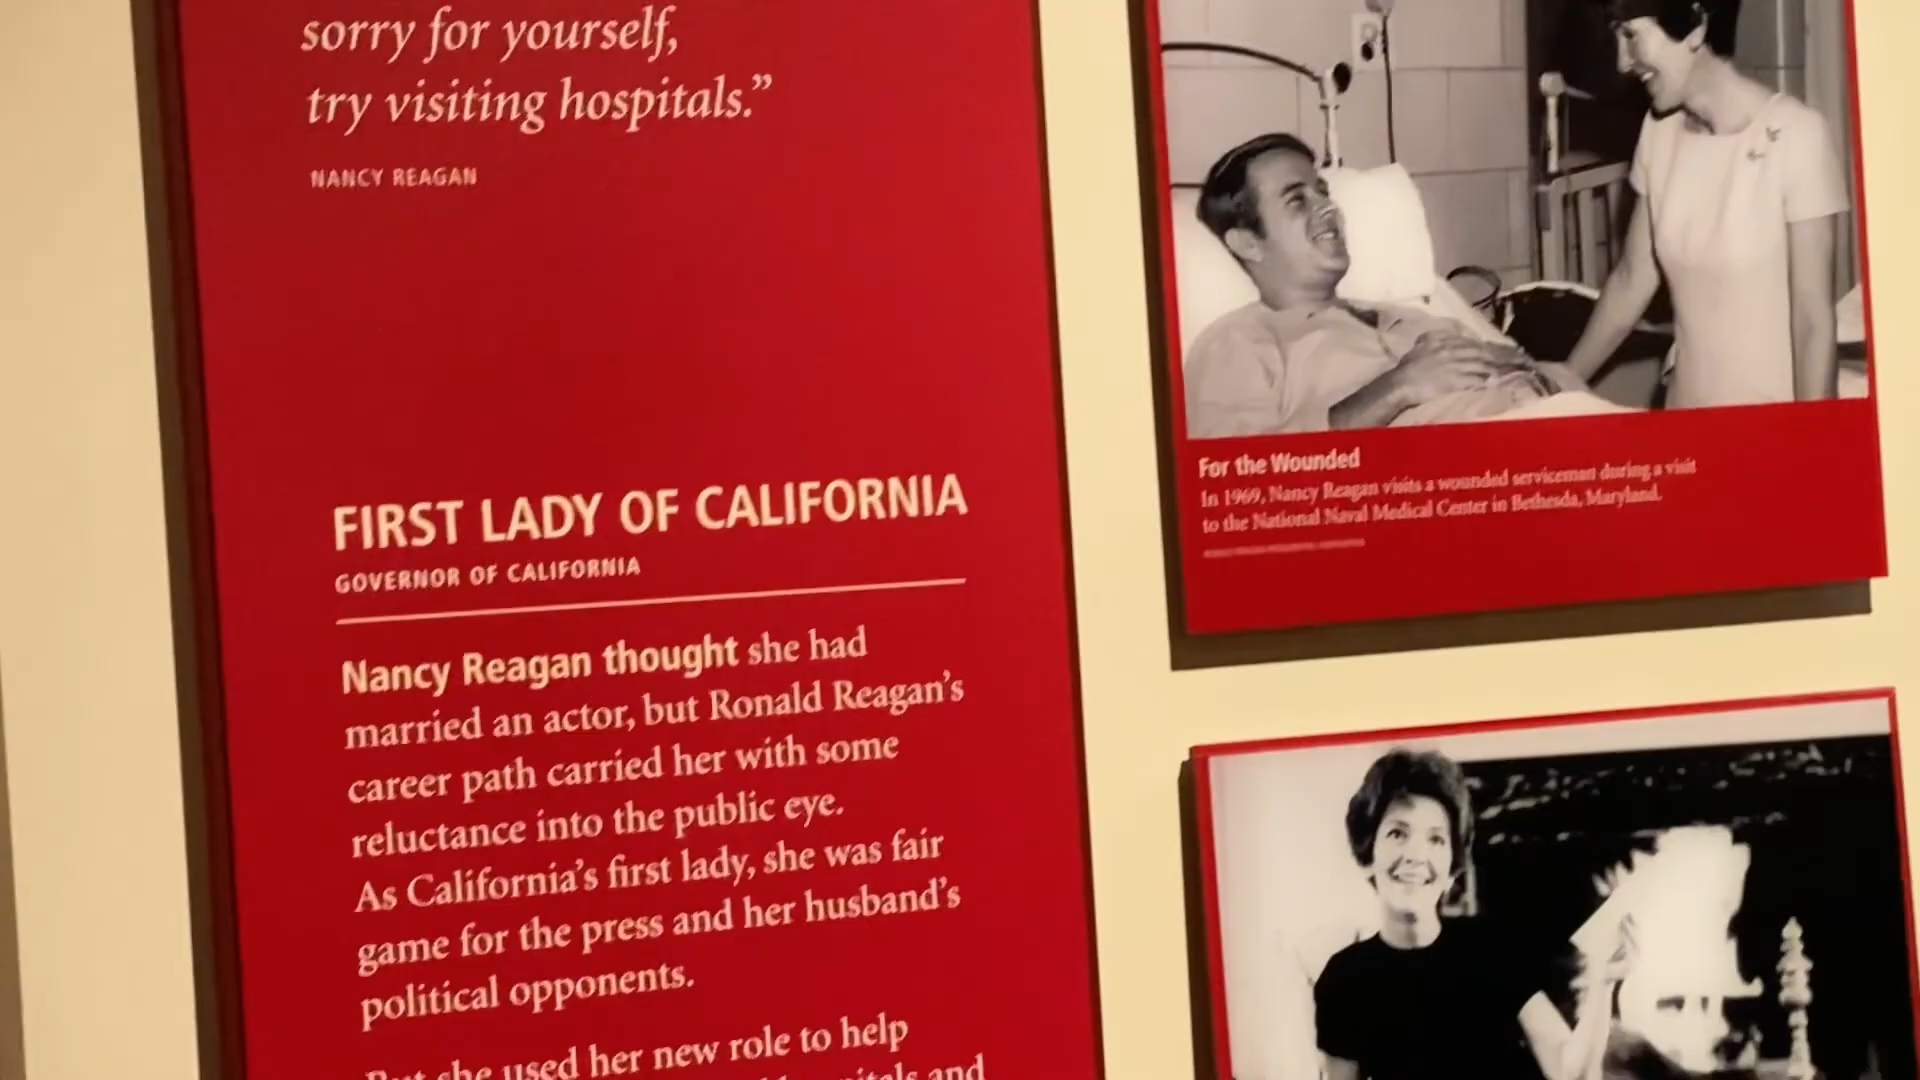 sorry for yourself,
try visiting hospitals.”
NANCY REAGAN
FIRST LADY OF CALIFORNIA
GOVERNOR OF CALIFORNIA
Nancy Reagan thought she had
married an actor, but Ronald Reagan’s
career path carried her with some
reluctance into the public eye.
As California’s first lady, she was fair
game for the press and her husband’s
political opponents.
But she used her new role to help
and
For the Wounded
In 1969, Nancy Reagan visits a wounded serviceman during a visit
to the National Naval Medical Center in Bethesda, Maryland.